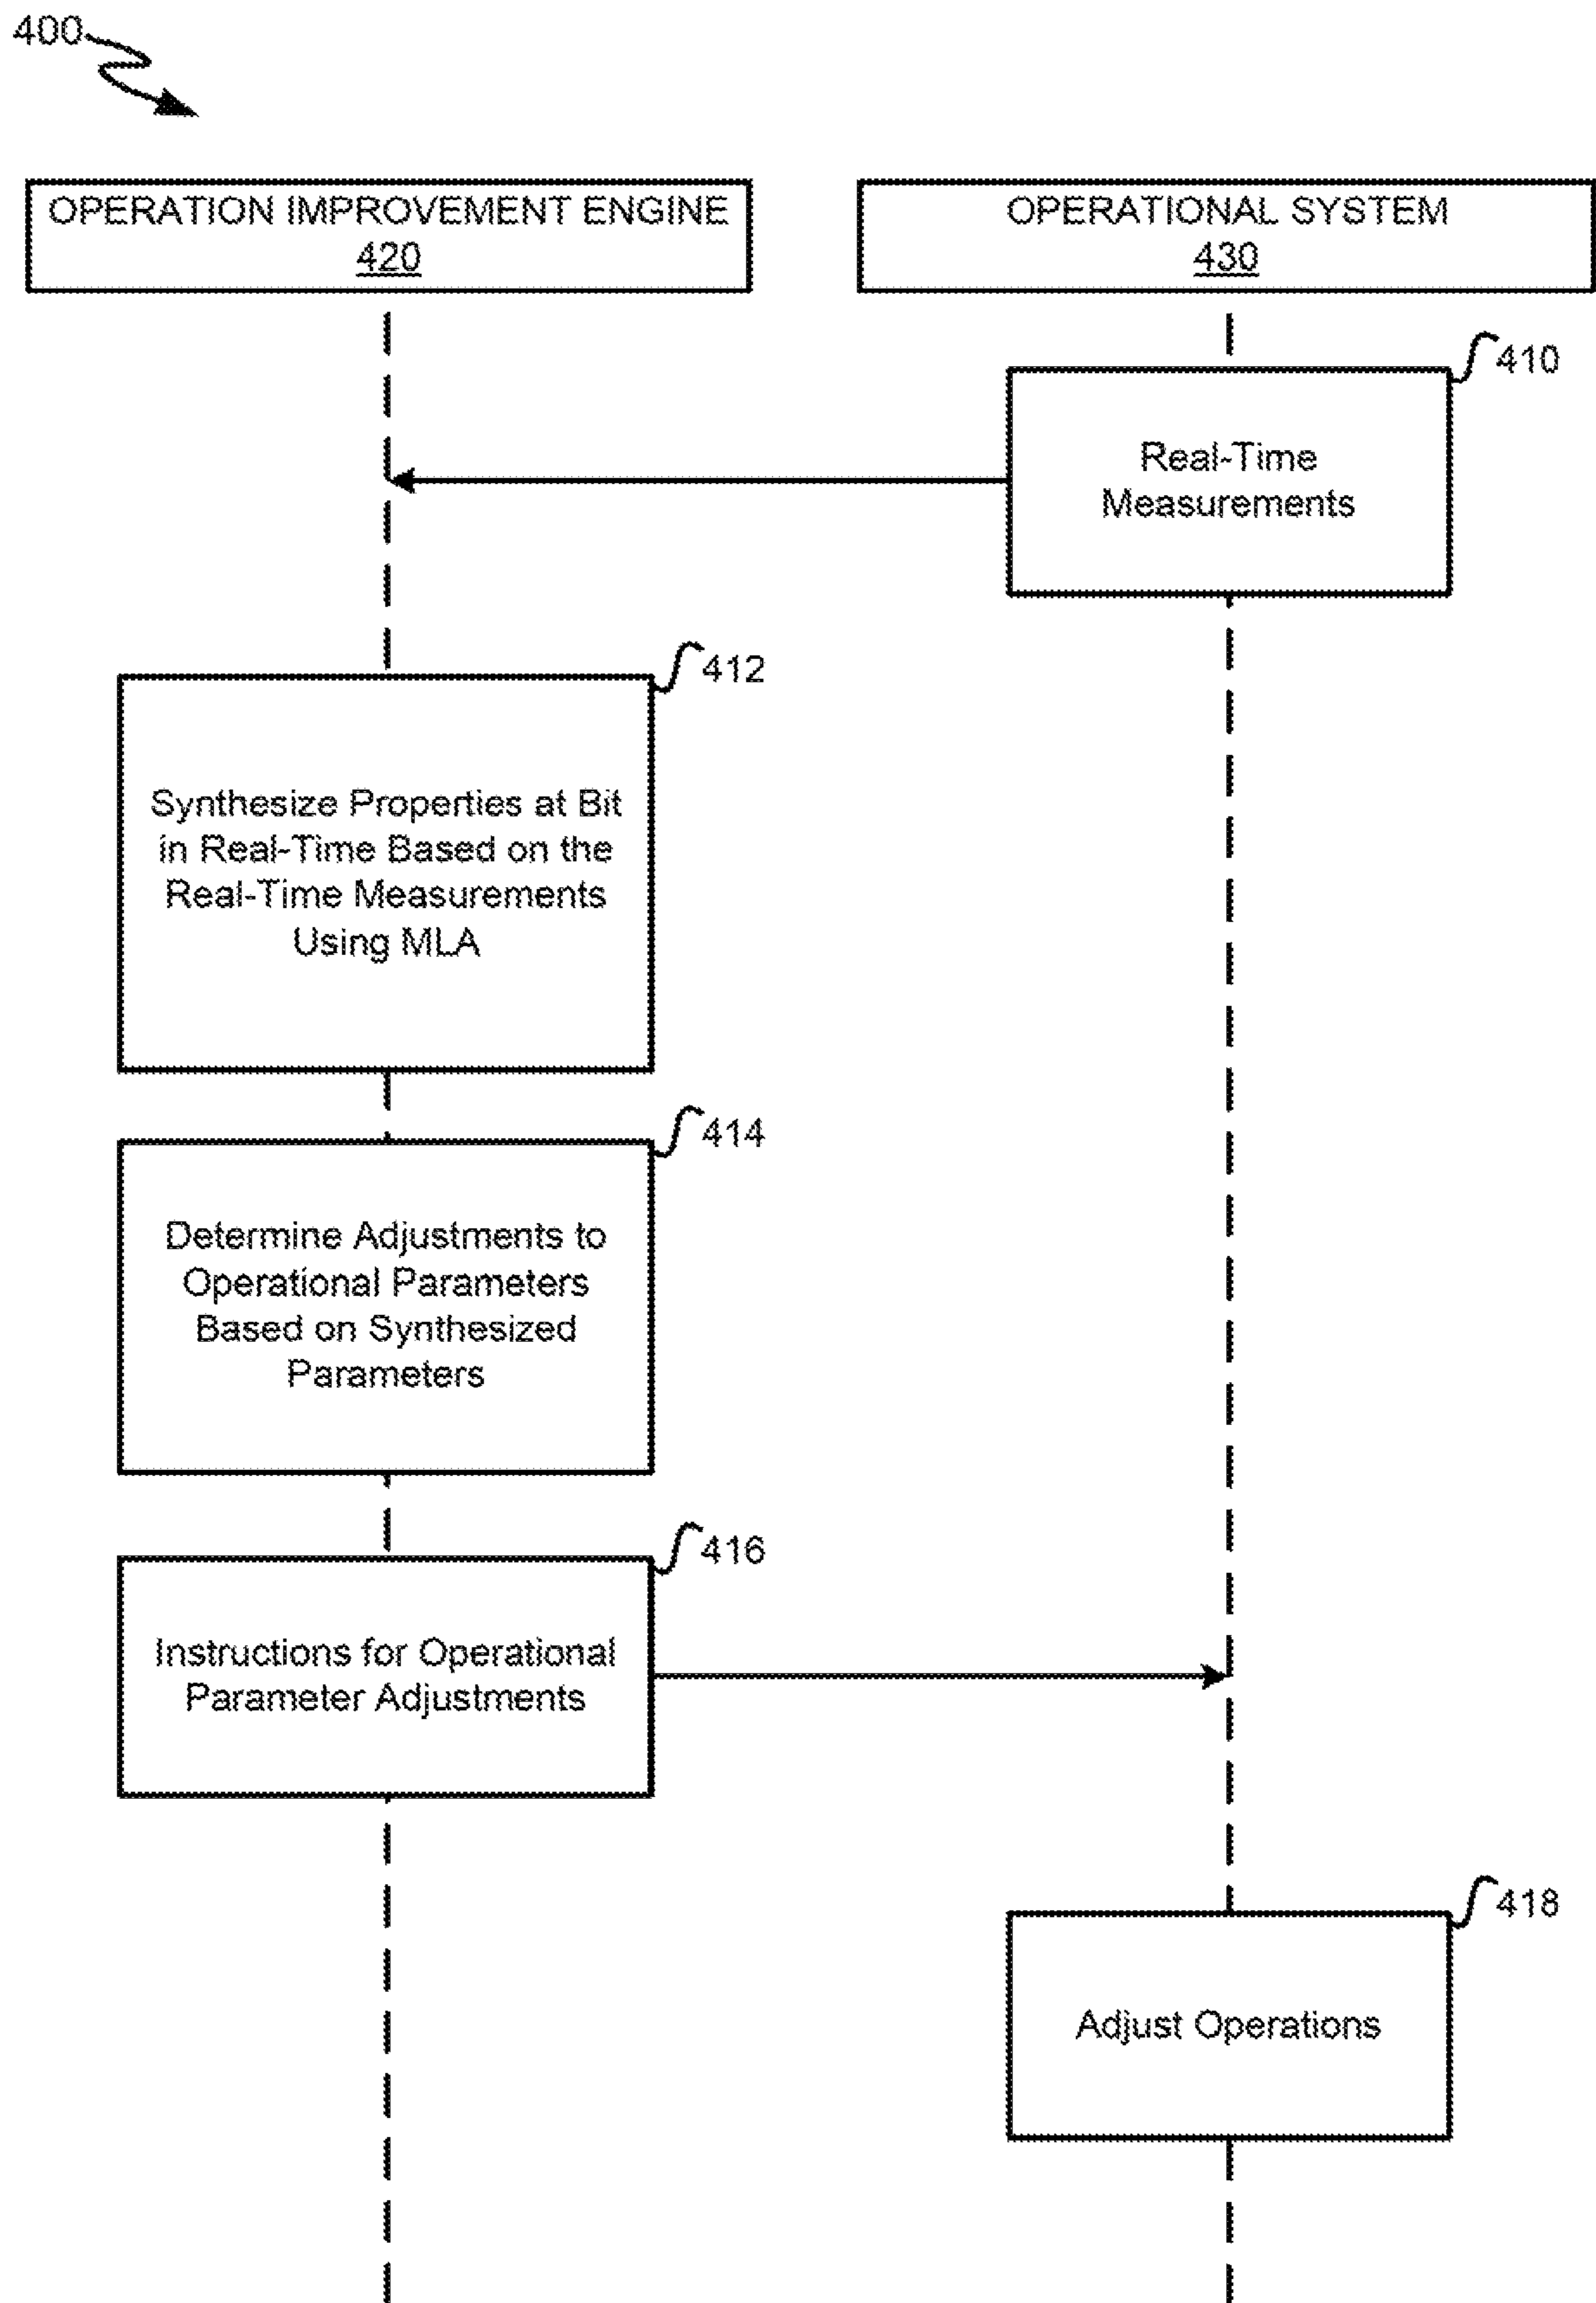 400
OPERATION IMPROVEMENT ENGINE
420
OPERATIONAL SYSTEM
430
410
Real-Time
Measurements
412
Synthesize Properties at Bit
in Real-Time Based on the
Real-Time Measurements
Using MLA
414
Determine Adjustments to
Operational Parameters
Based on Synthesized
Parameters
416
Instructions for Operational
Parameter Adjustments
418
Adjust Operations